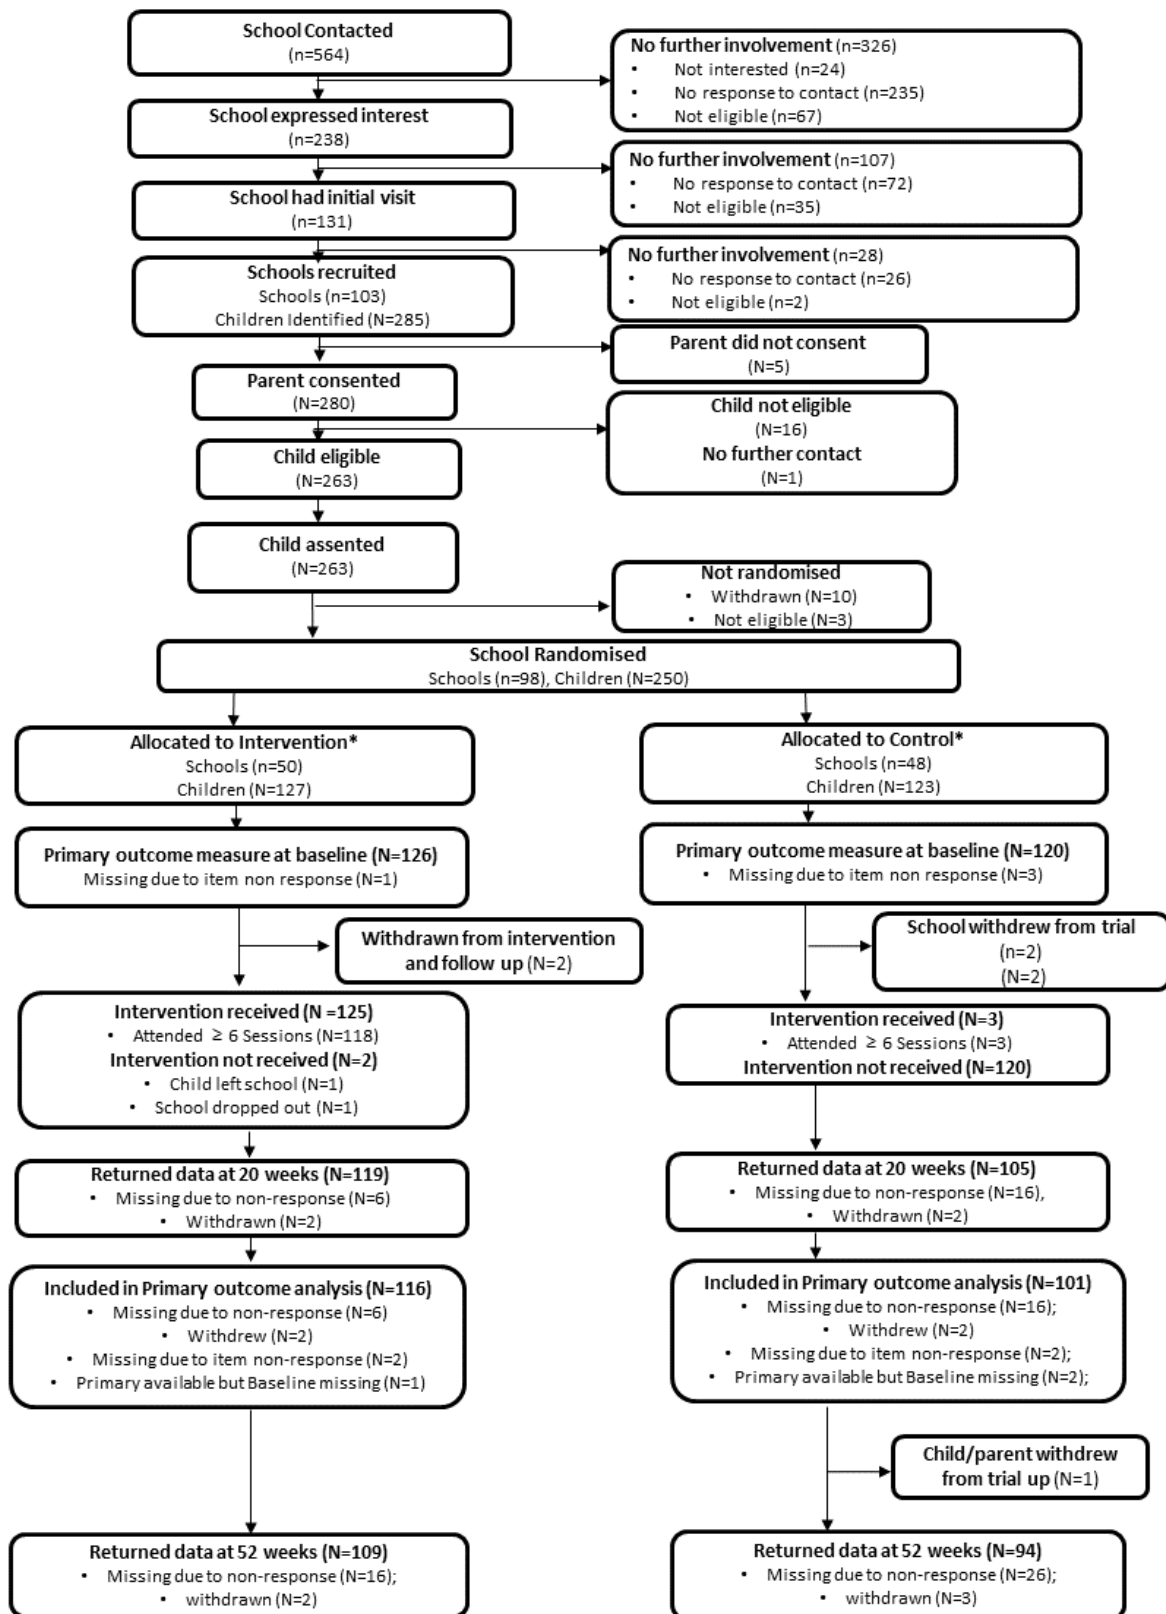 School Contacted
(n=564)
No further involvement (n=326)
• Not interested (n=24)
• No response to contact (n=235)
• Not eligible (n=67)
School expressed interest
(n=238)
No further involvement (n=107)
• No response to contact (n=72)
• Not eligible (n=35)
School had initial visit
(n=131)
No further involvement (n=28)
• No response to contact (n=26)
• Not eligible (n=2)
Schools recruited
Schools (n=103)
Children Identified (N=285)
Parent did not consent
(N=5)
Parent consented
(N=280)
Child not eligible
(N=16)
No further contact
(N=1)
Child eligible
(N=263)
Child assented
(N=263)
Not randomised
• Withdrawn (N=10)
• Not eligible (N=3)
School Randomised
Schools (n=98), Children (N=250)
Allocated to Intervention*
Schools (n=50)
Children (N=127)
Allocated to Control*
Schools (n=48)
Children (N=123)
Primary outcome measure at baseline (N=126)
Missing due to item non response (N=1)
Primary outcome measure at baseline (N=120)
• Missing due to item non response (N=3)
Withdrawn from intervention
and follow up (N=2)
School withdrew from trial
(n=2)
(N=2)
Intervention received (N =125)
• Attended ≥ 6 Sessions (N=118)
Intervention not received (N=2)
• Child left school (N=1)
• School dropped out (N=1)
Intervention received (N=3)
• Attended ≥ 6 Sessions (N=3)
Intervention not received (N=120)
Returned data at 20 weeks (N=119)
• Missing due to non-response (N=6)
• Withdrawn (N=2)
Returned data at 20 weeks (N=105)
• Missing due to non-response (N=16),
• Withdrawn (N=2)
Included in Primary outcome analysis (N=116)
• Missing due to non-response (N=6)
• Withdrew (N=2)
• Missing due to item non-response (N=2)
• Primary available but Baseline missing (N=1)
Included in Primary outcome analysis (N=101)
• Missing due to non-response (N=16);
• Withdrew (N=2)
• Missing due to item non-response (N=2);
• Primary available but Baseline missing (N=2);
Child/parent withdrew
from trial up (N=1)
Returned data at 52 weeks (N=109)
• Missing due to non-response (N=16);
• withdrawn (N=2)
Returned data at 52 weeks (N=94)
• Missing due to non-response (N=26);
• withdrawn (N=3)